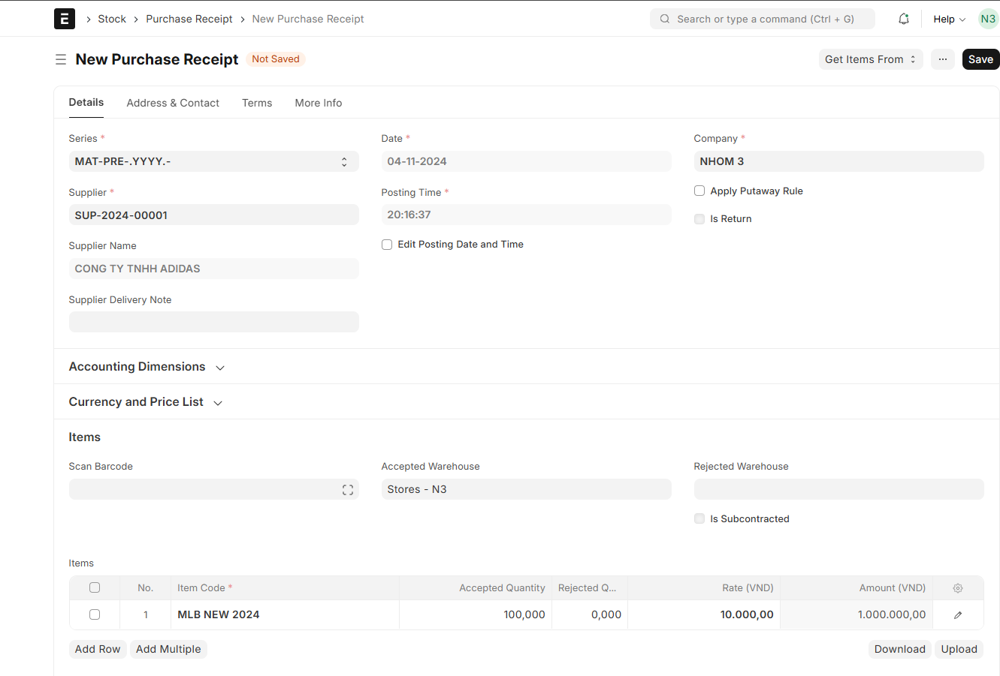 E > Stock > Purchase Receipt > New Purchase Receipt Search or type a command (Ctrl + G) Help N3
New Purchase Receipt Not Saved Get Items From ... Save
Details Address & Contact Terms More Info
Series * Date * Company *
MAT-PRE-.YYYY.- 04-11-2024 NHOM 3
Supplier * Posting Time * Apply Putaway Rule
SUP-2024-00001 20:16:37 Is Return
Supplier Name Edit Posting Date and Time
CONG TY TNHH ADIDAS
Supplier Delivery Note
Accounting Dimensions
Currency and Price List
Items
Scan Barcode Accepted Warehouse Rejected Warehouse
Stores - N3
Is Subcontracted
Items
No. Item Code * Accepted Quantity Rejected Q... Rate (VND) Amount (VND)
1 MLB NEW 2024 100,000 0,000 10.000,00 1.000.000,00
Add Row Add Multiple Download Upload